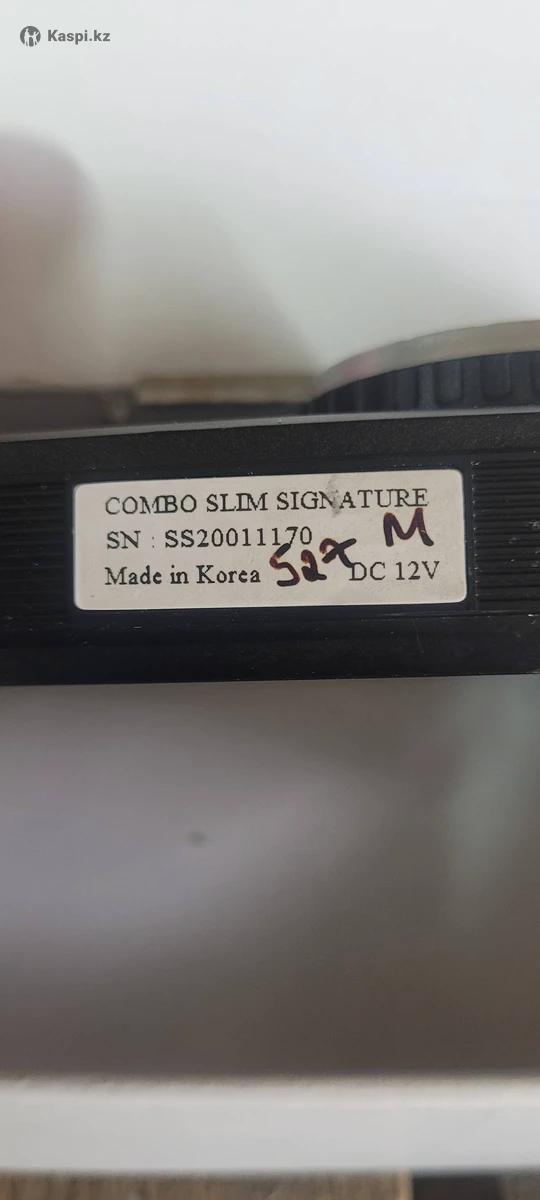 Kaspi.kz
COMBO SLIM SIGNATURE
SN : SS20011170
M
Made in Korea
DC 12V